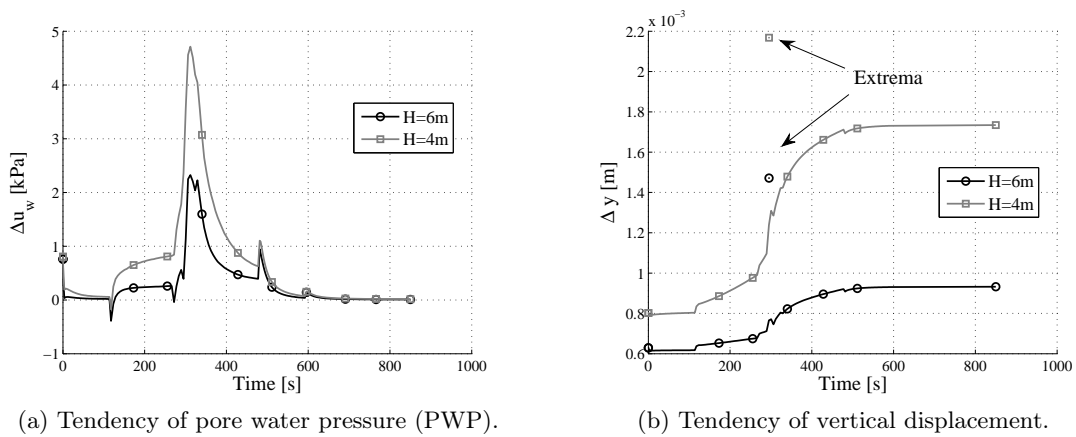 5
4
3
2
1
0
−1
Δu_w [kPa]
H=6m
H=4m
0 200 400 600 800 1000
Time [s]
(a) Tendency of pore water pressure (PWP).
x 10⁻³
2.2
2
1.8
1.6
1.4
1.2
1
0.8
0.6
Δ y [m]
Extrema
H=6m
H=4m
0 200 400 600 800 1000
Time [s]
(b) Tendency of vertical displacement.